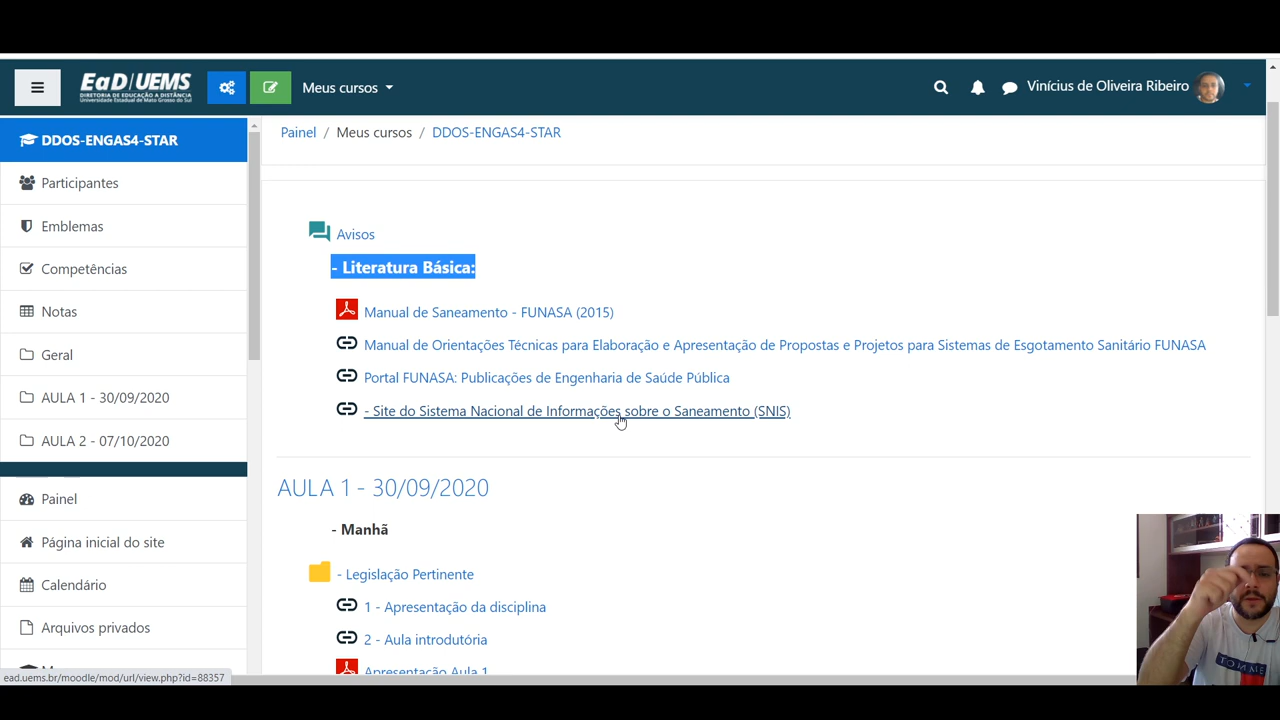 EaD|UEMS
DIRETORIA DE EDUCAÇÃO A DISTÂNCIA
Universidade Estadual de Mato Grosso do Sul
Meus cursos
Vinícius de Oliveira Ribeiro
DDOS-ENGAS4-STAR
Participantes
Emblemas
Competências
Notas
Geral
AULA 1 - 30/09/2020
AULA 2 - 07/10/2020
Painel
Página inicial do site
Calendário
Arquivos privados
ead.uems.br/moodle/mod/url/view.php?id=88357
Painel / Meus cursos / DDOS-ENGAS4-STAR
Avisos
- Literatura Básica:
Manual de Saneamento - FUNASA (2015)
Manual de Orientações Técnicas para Elaboração e Apresentação de Propostas e Projetos para Sistemas de Esgotamento Sanitário FUNASA
Portal FUNASA: Publicações de Engenharia de Saúde Pública
- Site do Sistema Nacional de Informações sobre o Saneamento (SNIS)
AULA 1 - 30/09/2020
- Manhã
- Legislação Pertinente
1 - Apresentação da disciplina
2 - Aula introdutória
Apresentação Aula 1